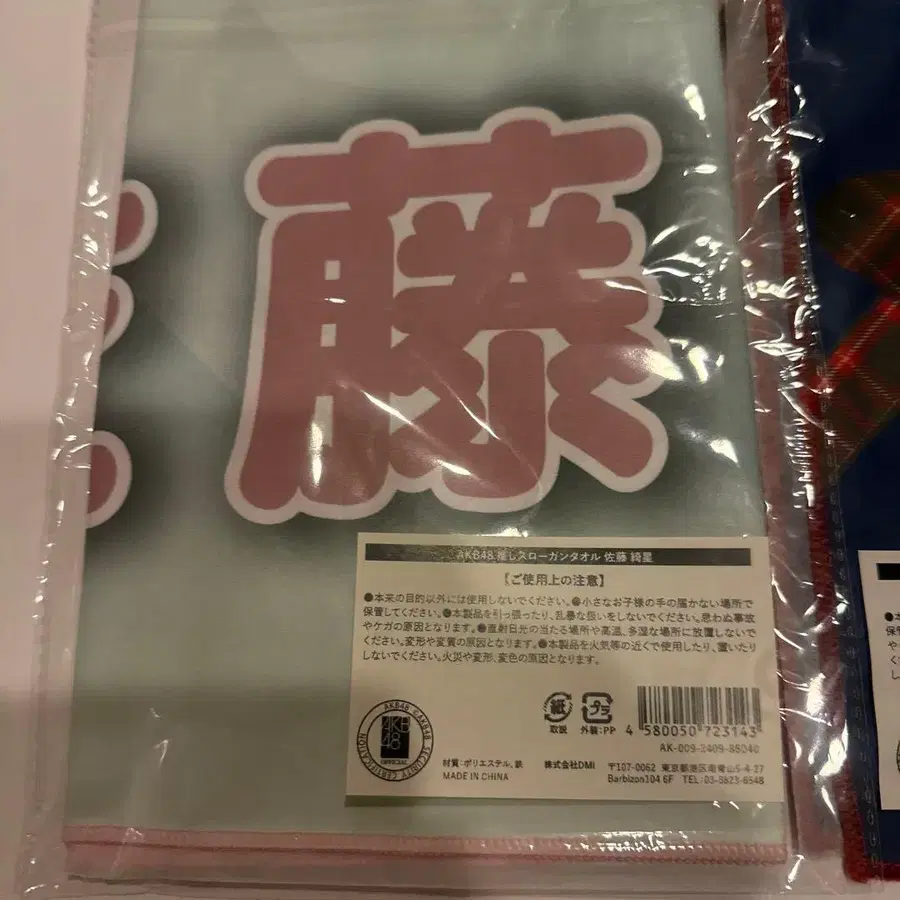 藤
AKB48 推しスローガンタオル 佐藤 綺星
【ご使用上の注意】
●本来の目的以外には使用しないでください。●小さなお子様の手の届かない場所で
保管してください。●本製品を引っ張ったり、乱暴な扱いをしないでください。思わぬ事故
やケガの原因となります。●直射日光の当たる場所や高温、多湿な場所に放置しないで
ください。変形や変質の原因となります。●本製品を火気等の近くで使用したり、置いたり
しないでください。火災や変形、変色の原因となります。
AKB48 ©AKB48 SECURITY CERTIFICATION
AKB
48
OFFICIAL
紙 プラ
取説 外装:PP
4 580050 723143
AK-009-2409-86040
材質:ポリエステル、鉄 株式会社DMI 〒107-0062 東京都港区南青山5-4-27
MADE IN CHINA Barbizon104 6F TEL:03-3823-6548